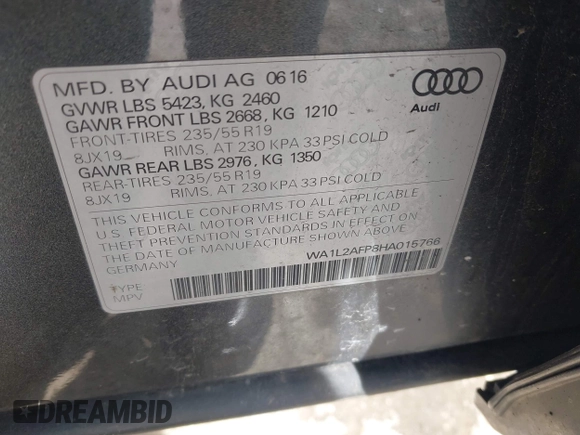 MFD. BY AUDI AG 06 16
GVWR LBS 5423, KG 2460
GAWR FRONT LBS 2668, KG 1210
FRONT-TIRES 235/55 R19
8JX19 RIMS, AT 230 KPA 33 PSI COLD
GAWR REAR LBS 2976, KG 1350
REAR-TIRES 235/55 R19
8JX19 RIMS, AT 230 KPA 33 PSI COLD
THIS VEHICLE CONFORMS TO ALL APPLICABLE
U.S. FEDERAL MOTOR VEHICLE SAFETY AND
THEFT PREVENTION STANDARDS IN EFFECT ON
THE DATE OF MANUFACTURE SHOWN ABOVE.
GERMANY WA1L2AFP8HA015766
TYPE
MPV
Audi
DREAMBID